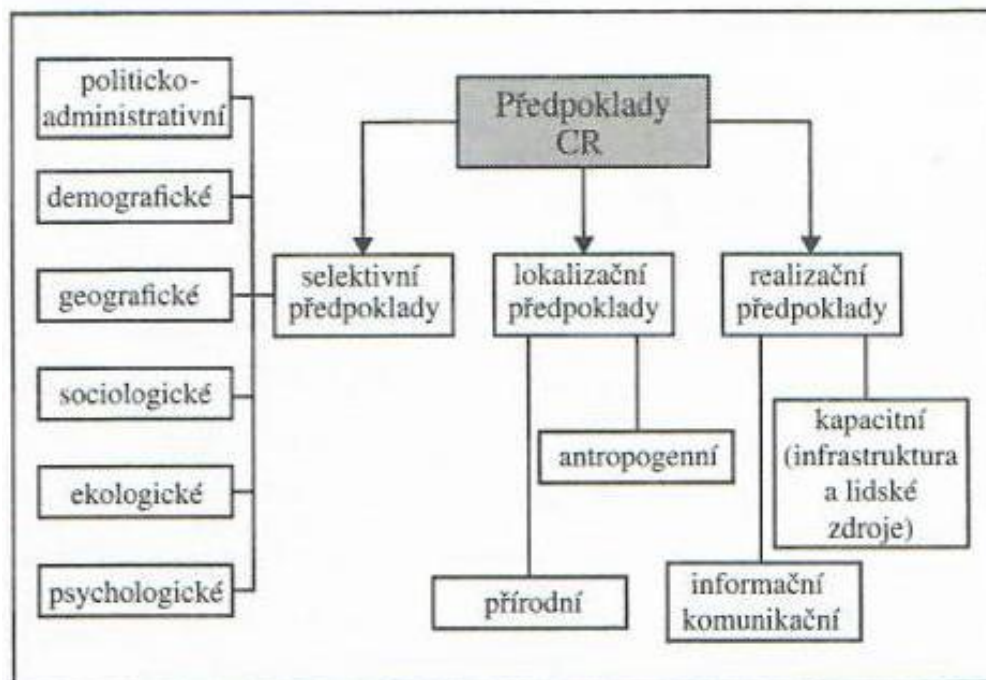 Předpoklady
CR
politicko-
administrativní
demografické
geografické
sociologické
ekologické
psychologické
selektivní
předpoklady
lokalizační
předpoklady
realizační
předpoklady
antropogenní
přírodní
kapacitní
(infrastruktura
a lidské
zdroje)
informační
komunikační